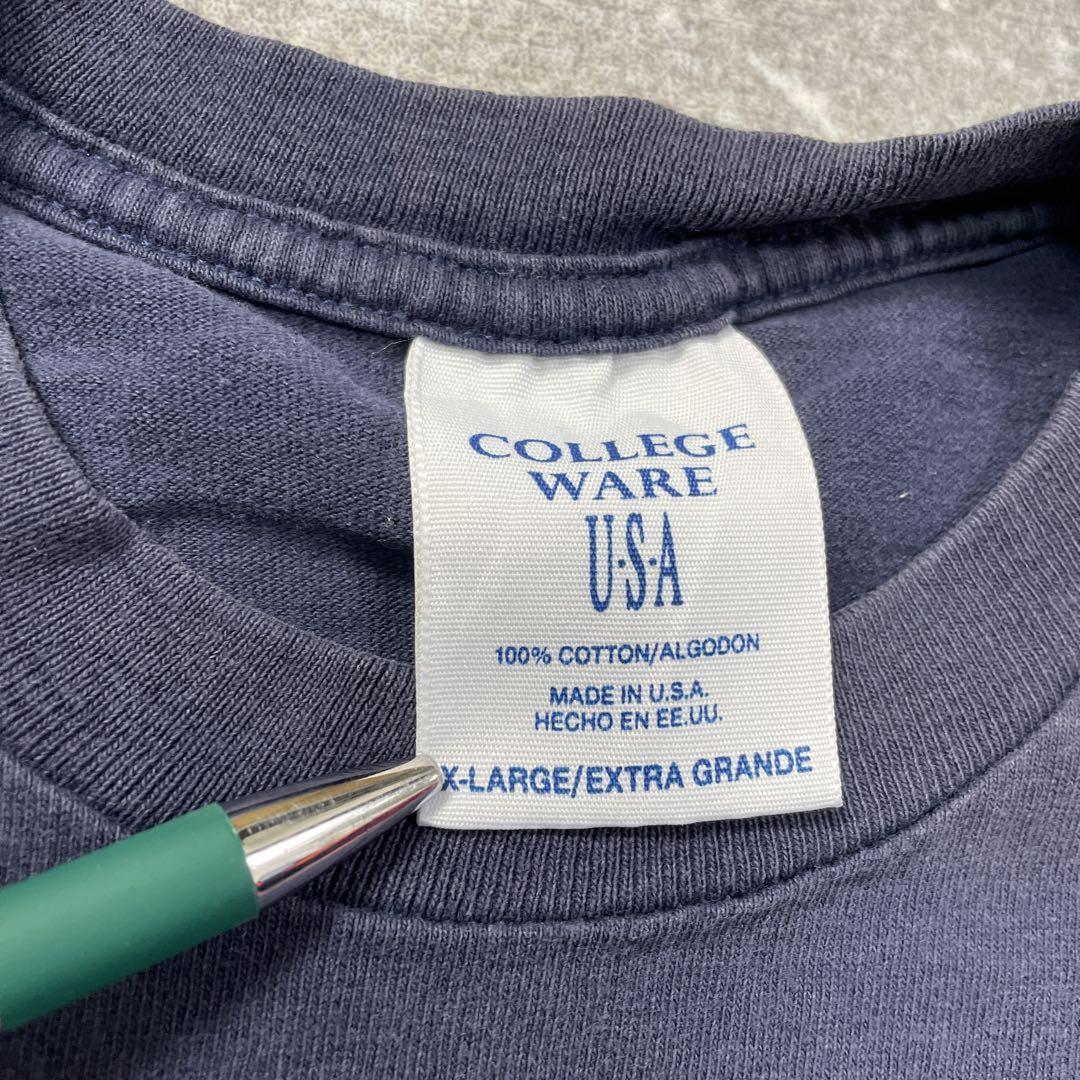 COLLEGE
WARE
U·S·A
100% COTTON/ALGODON
MADE IN U.S.A.
HECHO EN EE.UU.
X-LARGE/EXTRA GRANDE